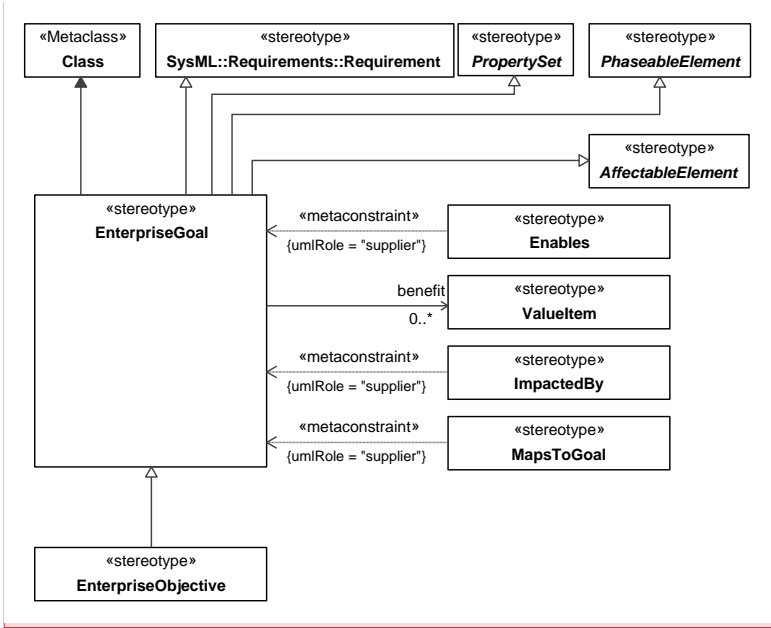 «Metaclass»
Class
«stereotype»
SysML::Requirements::Requirement
«stereotype»
PropertySet
«stereotype»
PhaseableElement
«stereotype»
AffectableElement
«stereotype»
EnterpriseGoal
«metaconstraint»
{umlRole = "supplier"}
«stereotype»
Enables
benefit
0..*
«stereotype»
ValueItem
«metaconstraint»
{umlRole = "supplier"}
«stereotype»
ImpactedBy
«metaconstraint»
{umlRole = "supplier"}
«stereotype»
MapsToGoal
«stereotype»
EnterpriseObjective